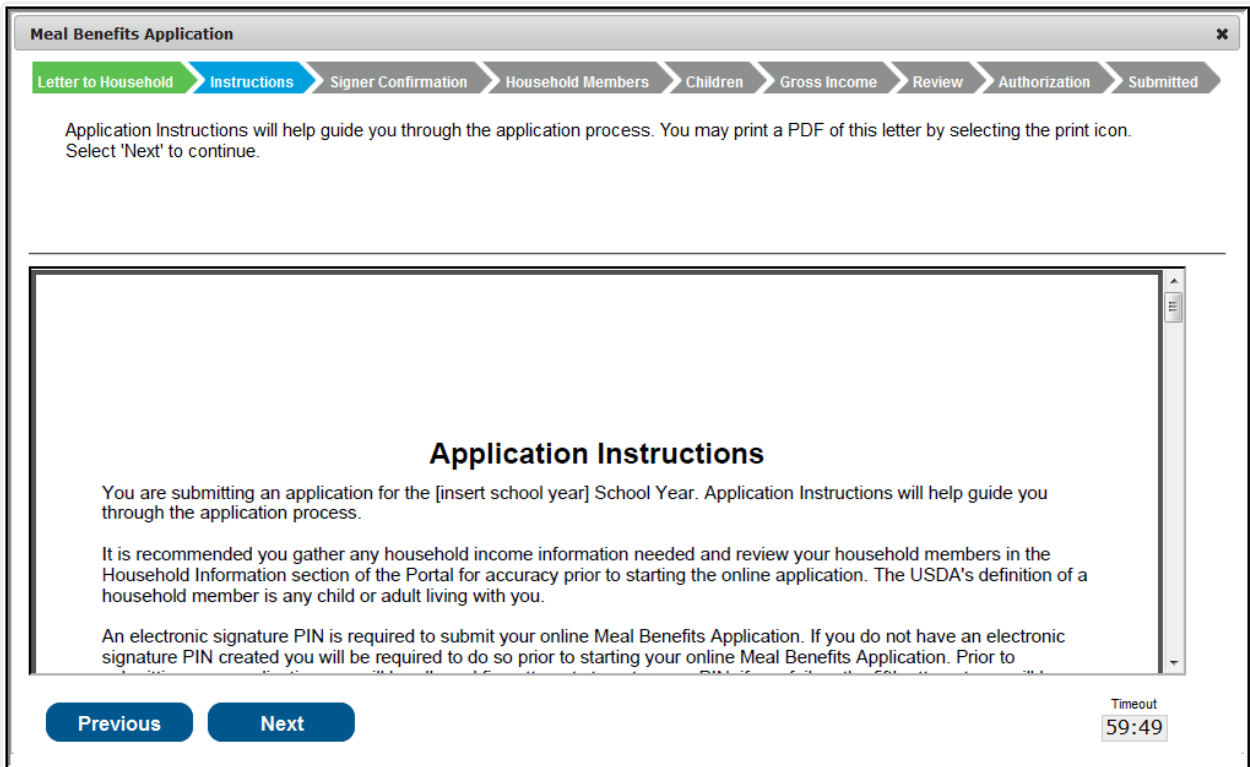 Meal Benefits Application
Letter to Household Instructions Signer Confirmation Household Members Children Gross Income Review Authorization Submitted
Application Instructions will help guide you through the application process. You may print a PDF of this letter by selecting the print icon.
Select 'Next' to continue.
Application Instructions
You are submitting an application for the [insert school year] School Year. Application Instructions will help guide you
through the application process.
It is recommended you gather any household income information needed and review your household members in the
Household Information section of the Portal for accuracy prior to starting the online application. The USDA's definition of a
household member is any child or adult living with you.
An electronic signature PIN is required to submit your online Meal Benefits Application. If you do not have an electronic
signature PIN created you will be required to do so prior to starting your online Meal Benefits Application. Prior to
Previous Next
Timeout
59:49